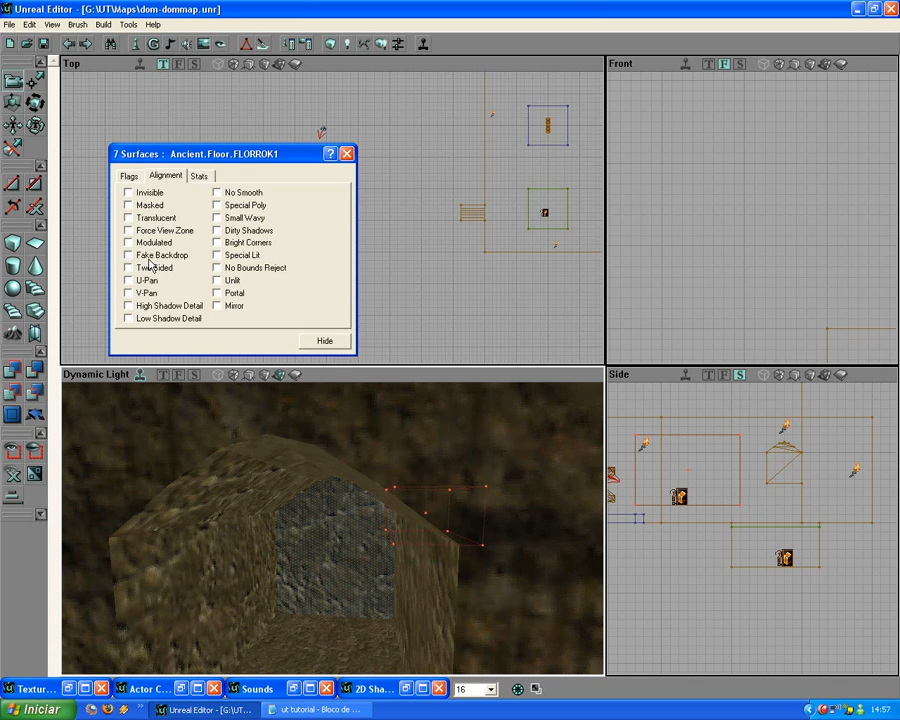 Unreal Editor - [G:\UT\Maps\dom-dommap.unr]
File Edit View Brush Build Tools Help
Top T F S
Front T F S
7 Surfaces : Ancient.Floor.FLORROK1
Flags Alignment Stats
Invisible No Smooth
Masked Special Poly
Translucent Small Wavy
Force View Zone Dirty Shadows
Modulated Bright Corners
Fake Backdrop Special Lit
Two Sided No Bounds Reject
U-Pan Unlit
V-Pan Portal
High Shadow Detail Mirror
Low Shadow Detail
Hide
Dynamic Light T F S
Side T F S
Textur... Actor C... Sounds 2D Sha... 16
Iniciar Unreal Editor - [G:\UT... ut tutorial - Bloco de ... 14:57